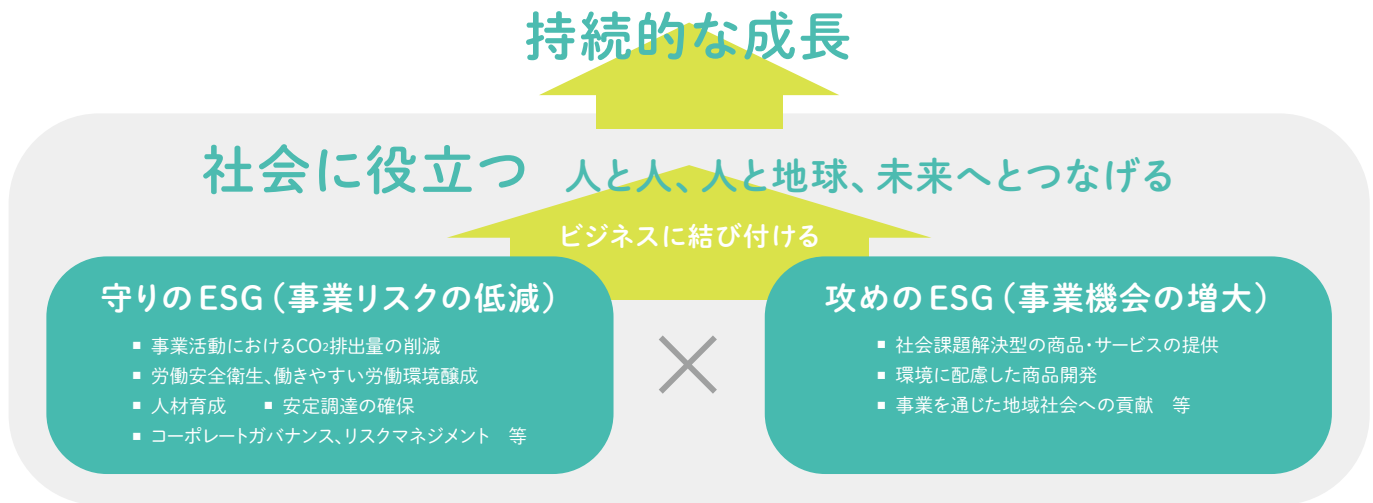 持続的な成長
社会に役立つ 人と人、人と地球、未来へとつなげる
ビジネスに結び付ける
守りのESG（事業リスクの低減）
▪ 事業活動におけるCO₂排出量の削減
▪ 労働安全衛生、働きやすい労働環境醸成
▪ 人材育成 ▪ 安定調達の確保
▪ コーポレートガバナンス、リスクマネジメント 等
×
攻めのESG（事業機会の増大）
▪ 社会課題解決型の商品・サービスの提供
▪ 環境に配慮した商品開発
▪ 事業を通じた地域社会への貢献 等